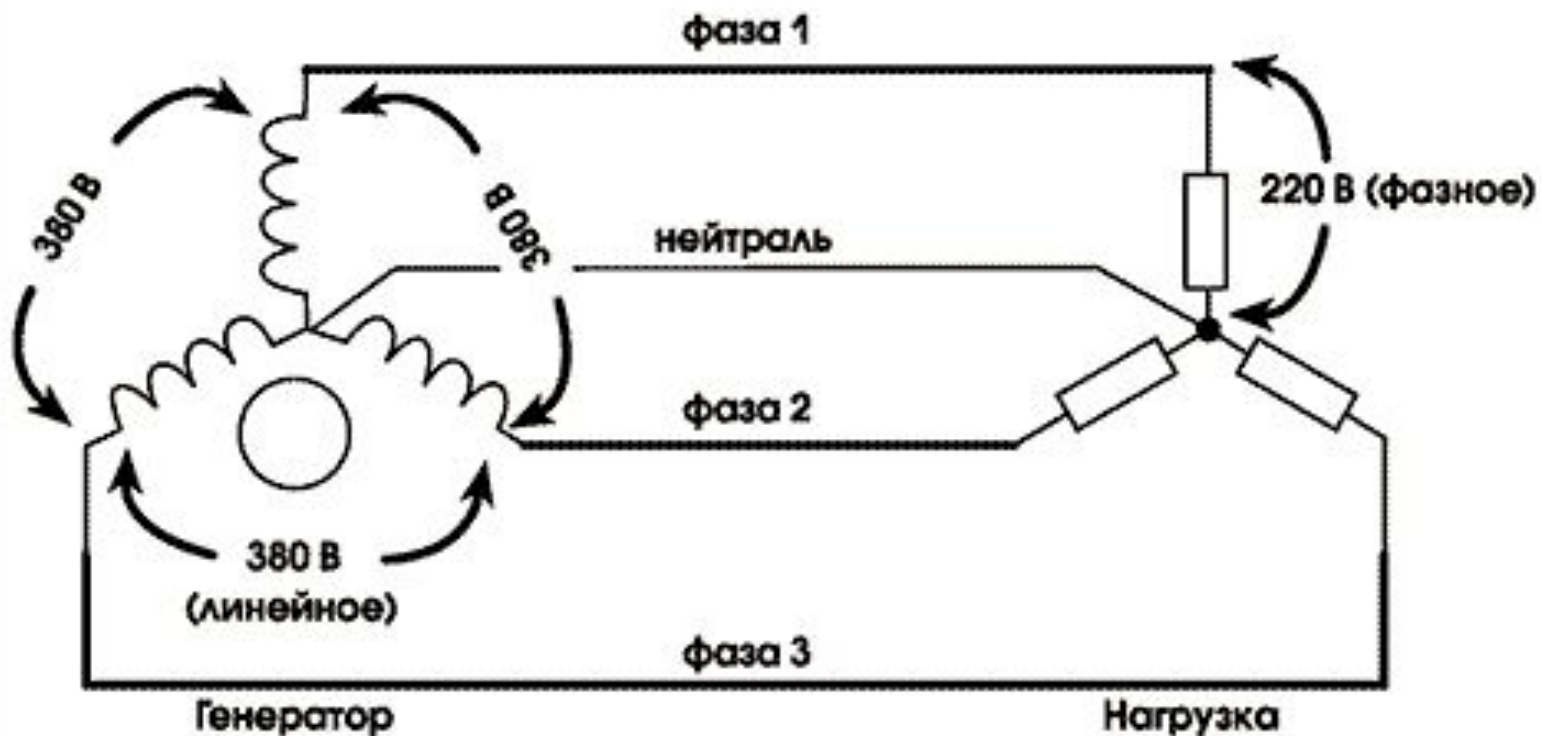 фаза 1
380 В
380 В
220 В (фазное)
нейтраль
фаза 2
380 В
(линейное)
фаза 3
Генератор
Нагрузка